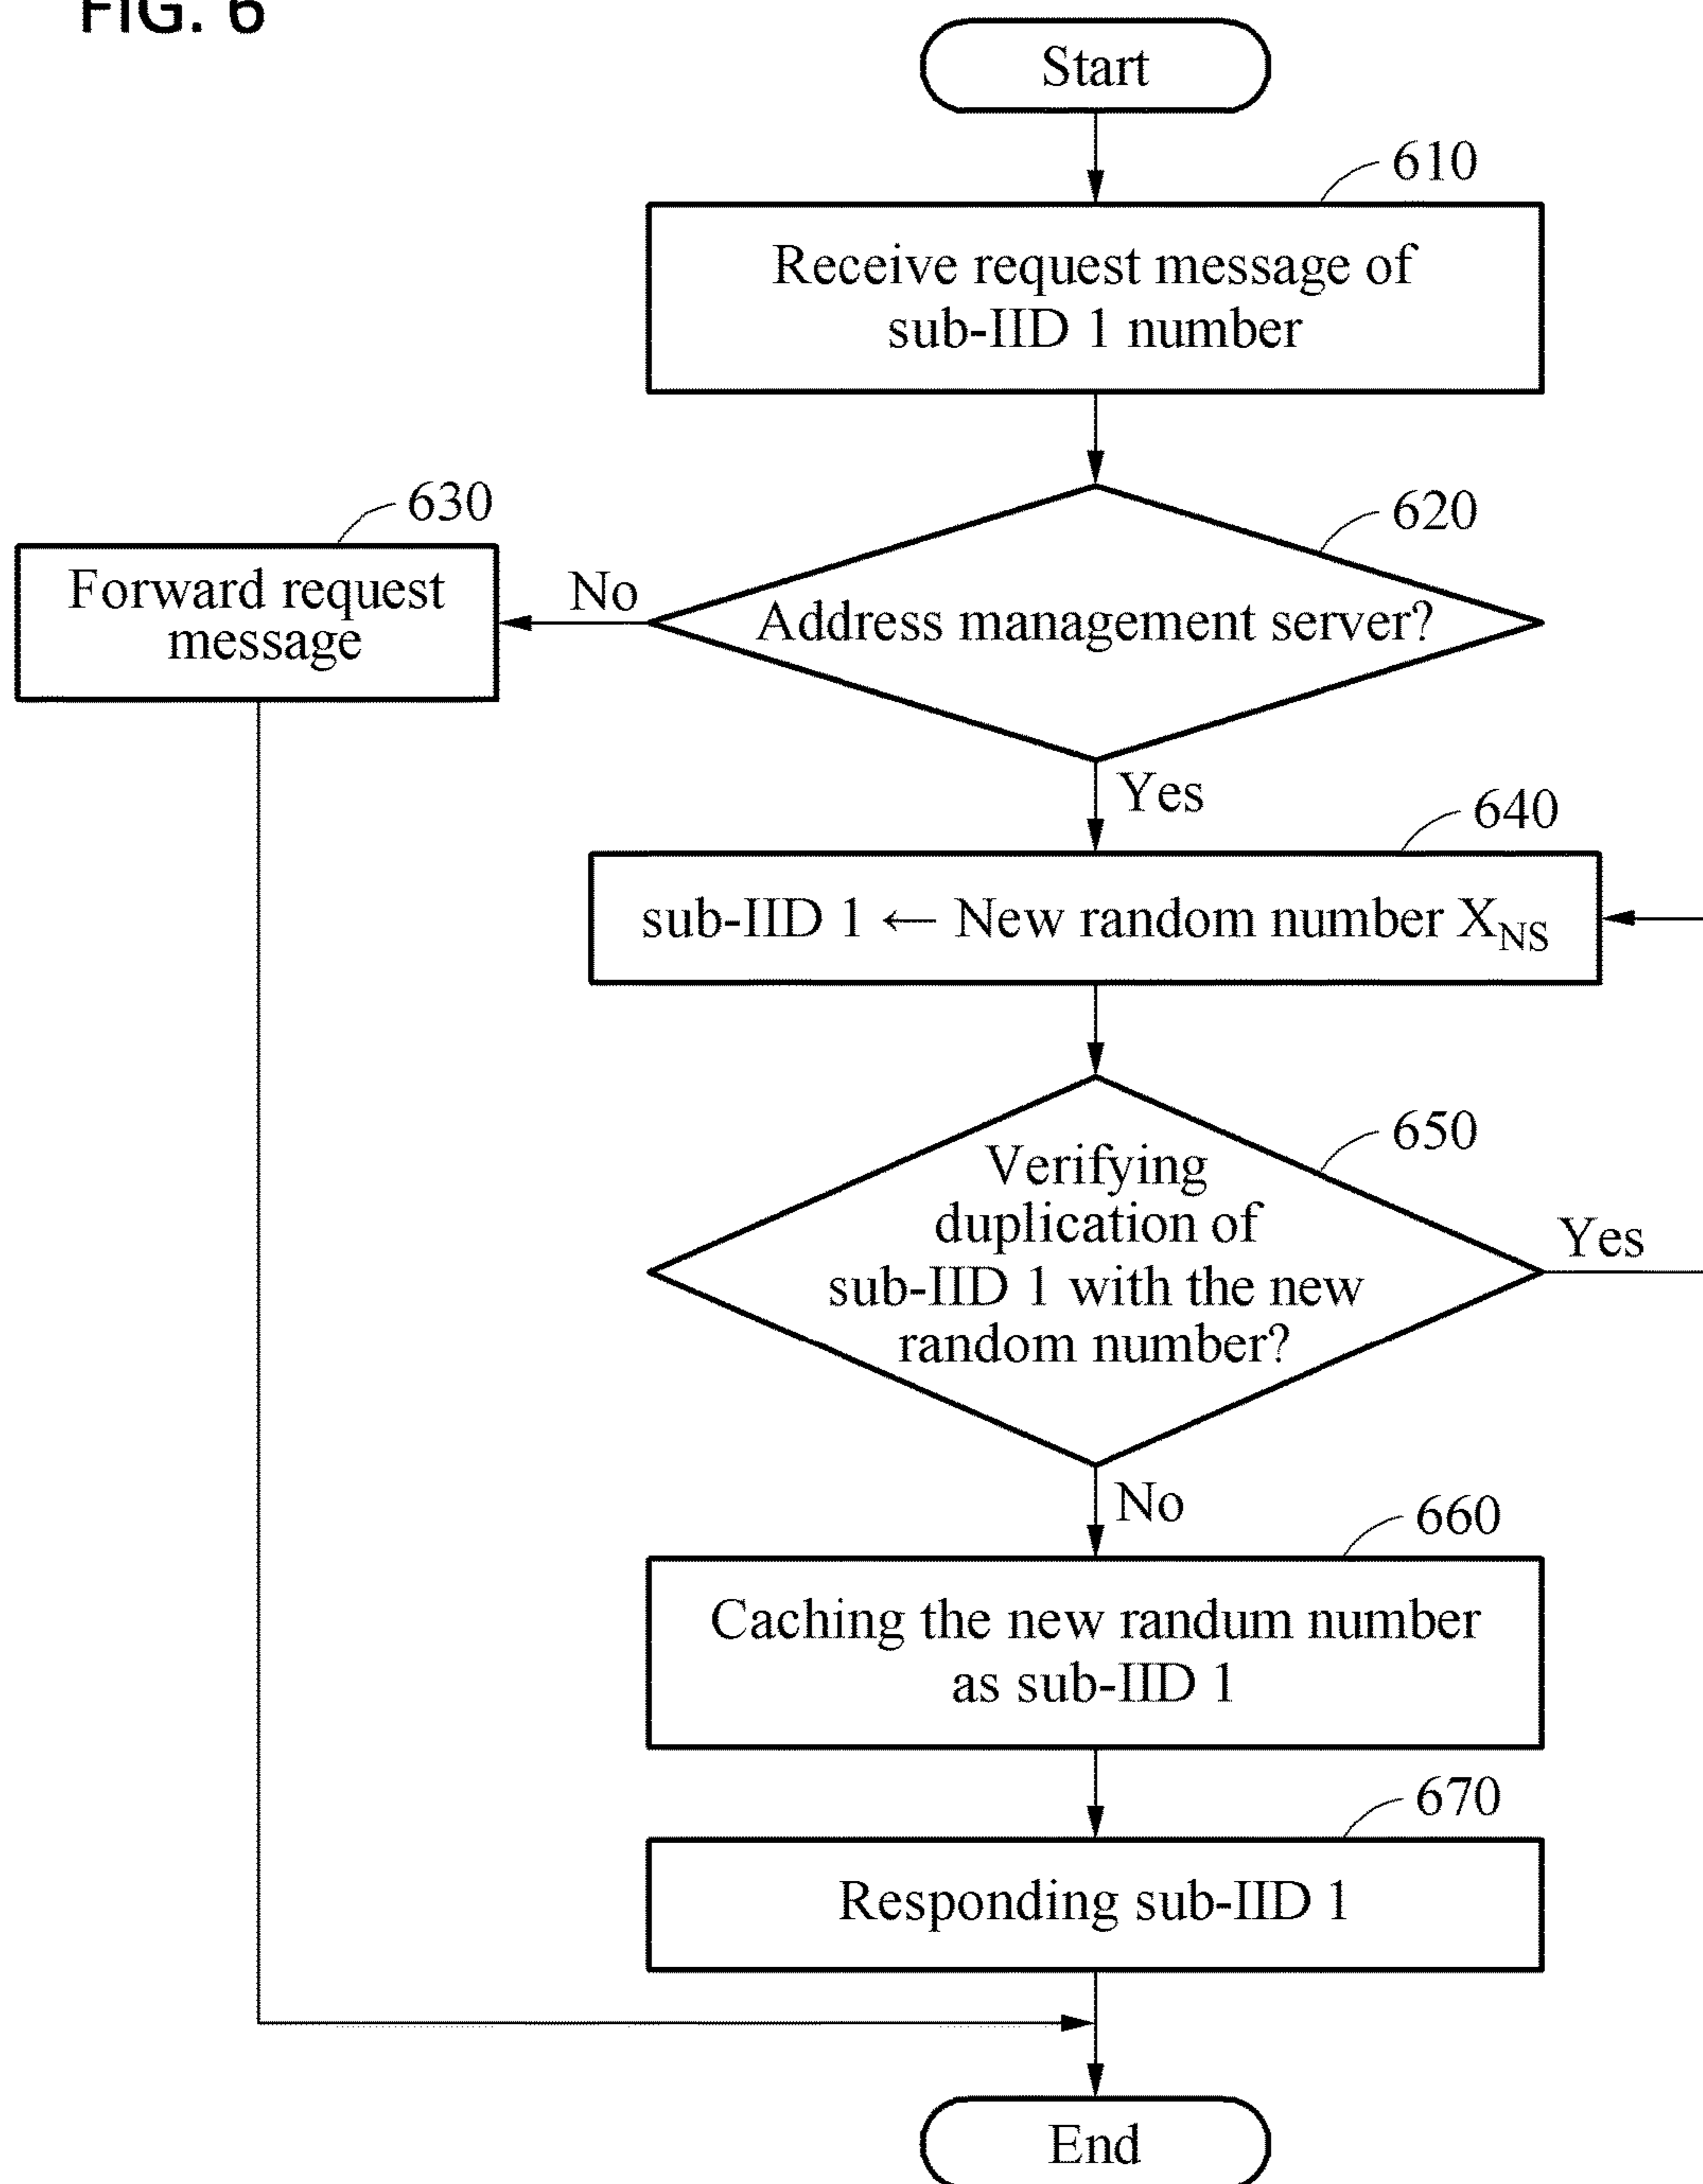 FIG. 6
Start
610
Receive request message of
sub-IID 1 number
620
Address management server?
630
No
Forward request
message
Yes
640
sub-IID 1 ← New random number XNS
650
Verifying
duplication of
sub-IID 1 with the new
random number?
Yes
No
660
Caching the new randum number
as sub-IID 1
670
Responding sub-IID 1
End